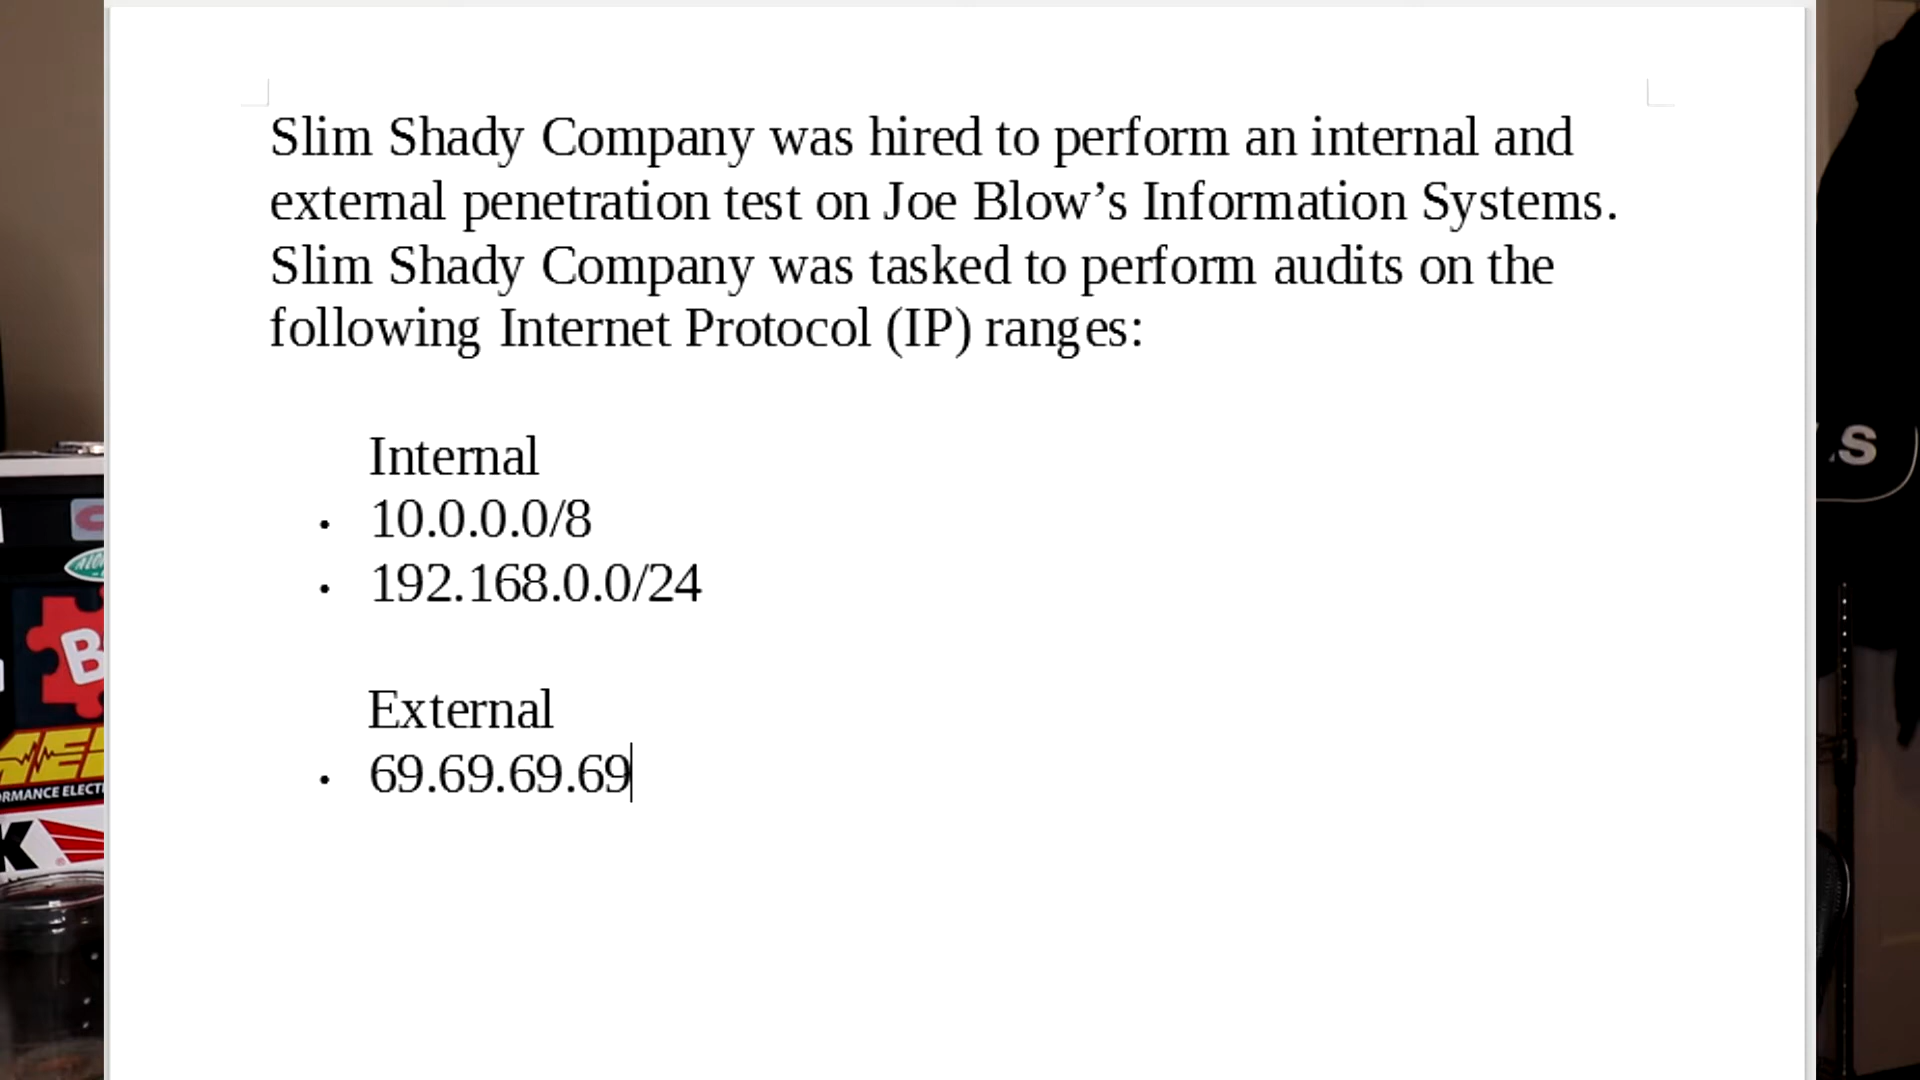 Slim Shady Company was hired to perform an internal and
external penetration test on Joe Blow’s Information Systems.
Slim Shady Company was tasked to perform audits on the
following Internet Protocol (IP) ranges:
Internal
• 10.0.0.0/8
• 192.168.0.0/24
External
• 69.69.69.69